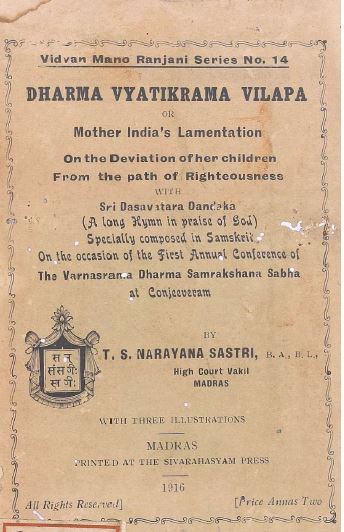 Vidvan Mano Ranjani Series No. 14
DHARMA VYATIKRAMA VILAPA
OR
Mother India's Lamentation
On the Deviation of her children
From the path of Righteousness
WITH
Sri Dasavatara Dandaka
(A long Hymn in praise of God)
Specially composed in Samskrit
On the occasion of the First Annual Conference of
The Varnasrama Dharma Samrakshana Sabha
at Conjeeveram
BY
T. S. NARAYANA SASTRI, B. A., B. L.,
High Court Vakil
MADRAS
WITH THREE ILLUSTRATIONS
MADRAS
PRINTED AT THE SIVARAHASYAM PRESS
1916
All Rights Reserved] [Price Annas Two